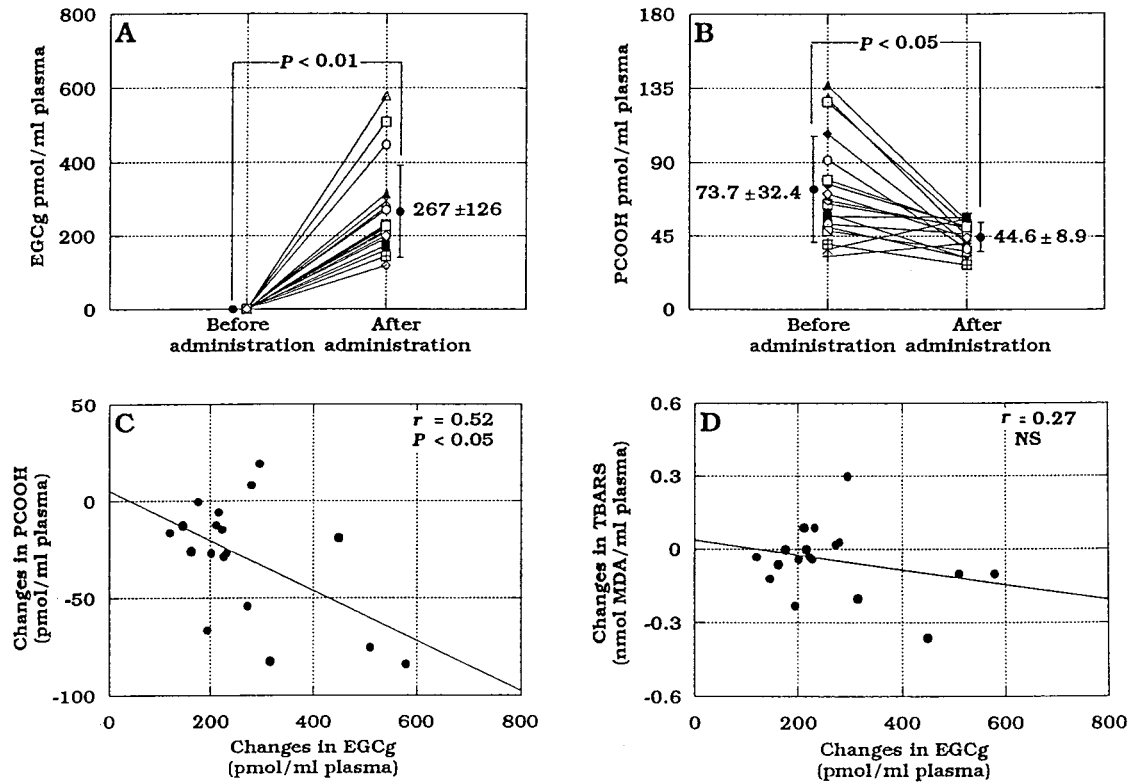 A
EGCg pmol/ml plasma
800
600
400
200
0
P < 0.01
267 ±126
Before administration
After administration
B
PCOOH pmol/ml plasma
180
135
90
45
0
P < 0.05
73.7 ±32.4
44.6 ± 8.9
Before administration
After administration
C
Changes in PCOOH
(pmol/ml plasma)
50
0
-50
-100
r = 0.52
P < 0.05
0 200 400 600 800
Changes in EGCg
(pmol/ml plasma)
D
Changes in TBARS
(nmol MDA/ml plasma)
0.6
0.3
0
-0.3
-0.6
r = 0.27
NS
0 200 400 600 800
Changes in EGCg
(pmol/ml plasma)